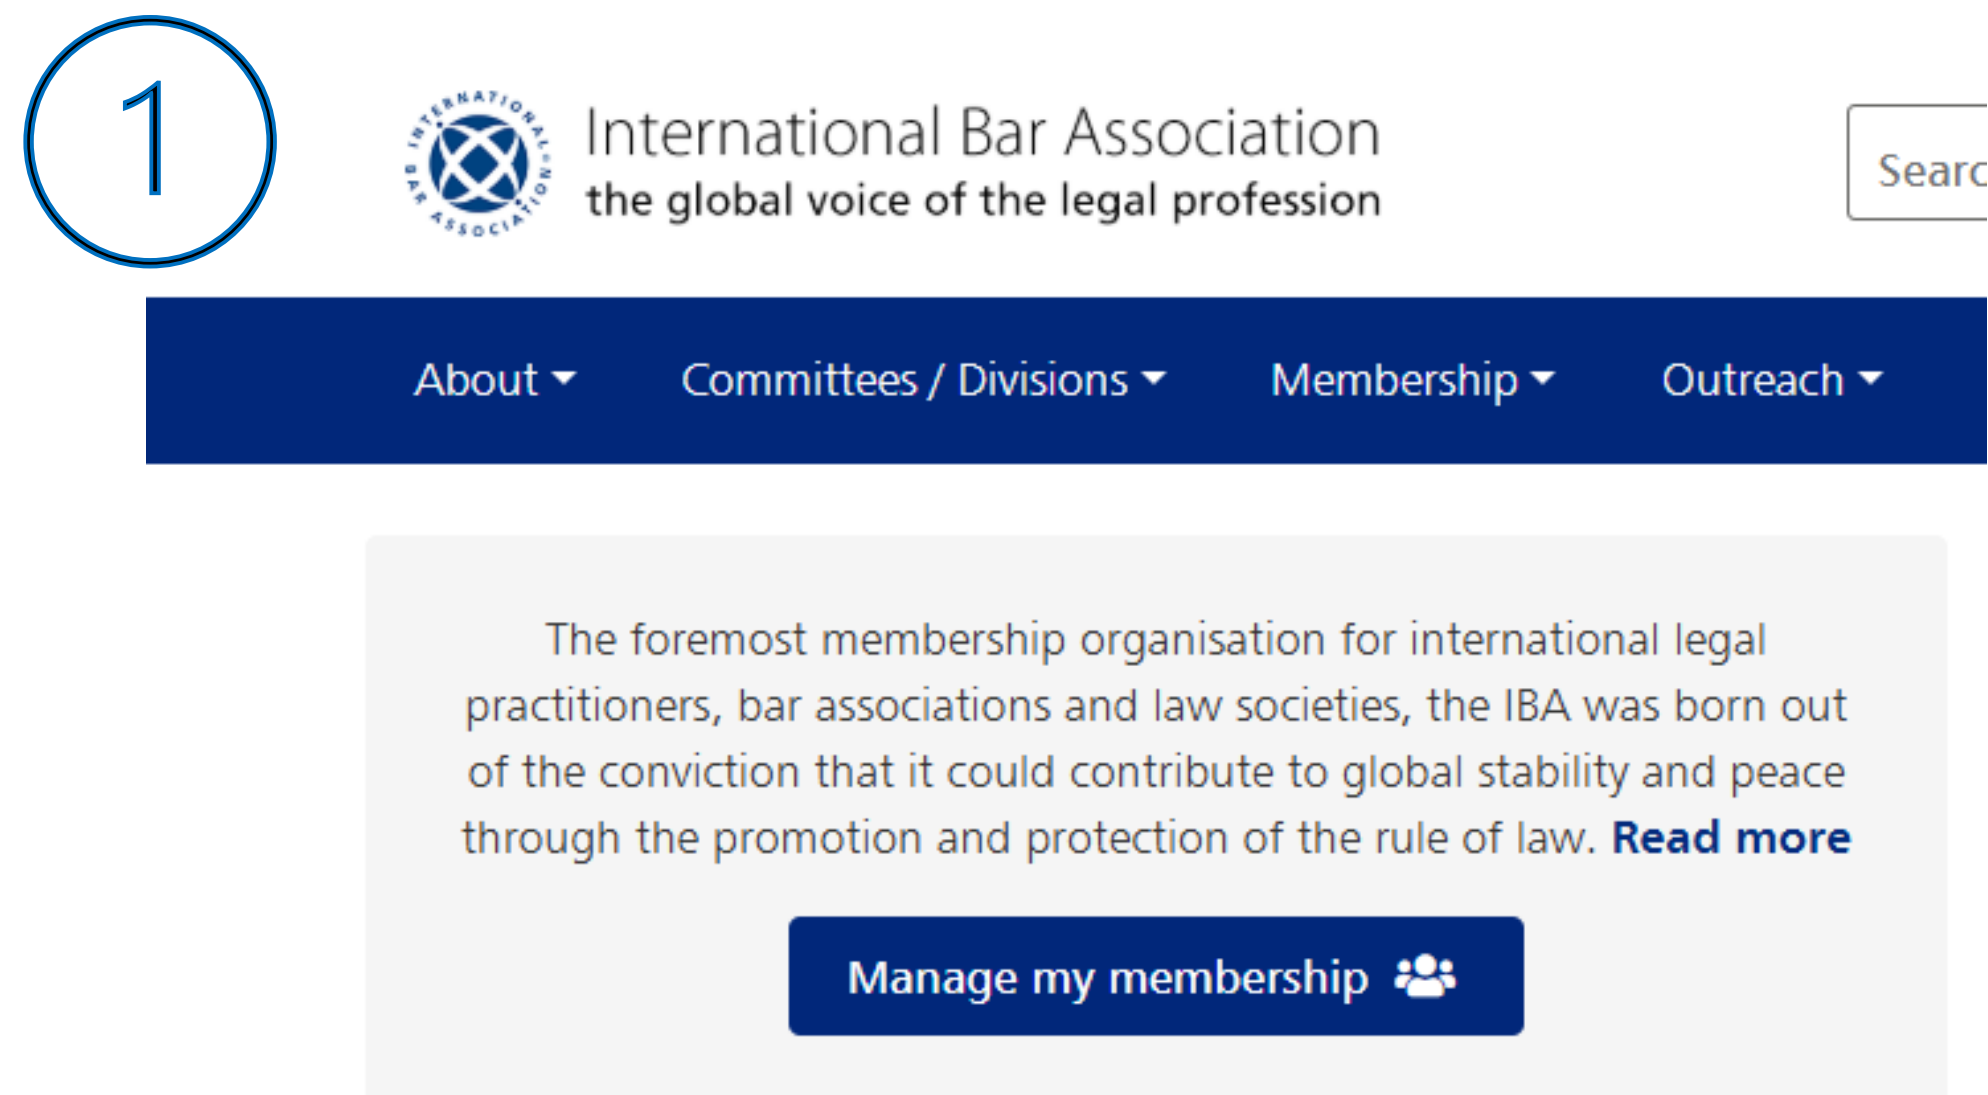 1
INTERNATIONAL BAR ASSOCIATION
International Bar Association
the global voice of the legal profession
About
Committees / Divisions
Membership
Outreach
The foremost membership organisation for international legal
practitioners, bar associations and law societies, the IBA was born out
of the conviction that it could contribute to global stability and peace
through the promotion and protection of the rule of law. Read more
Manage my membership